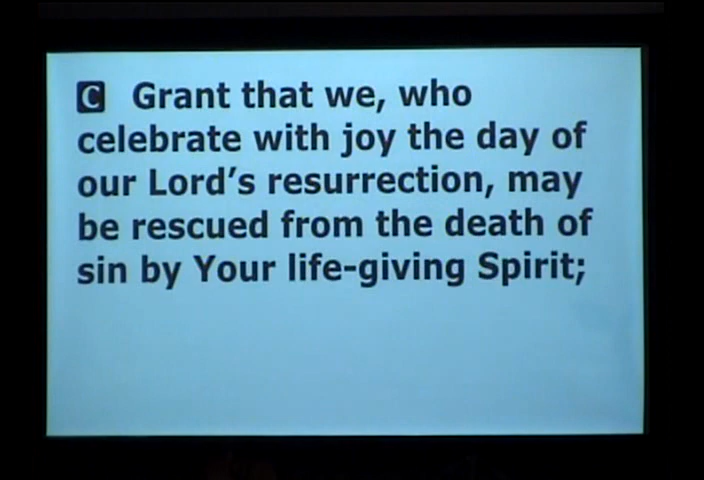 C Grant that we, who
celebrate with joy the day of
our Lord’s resurrection, may
be rescued from the death of
sin by Your life-giving Spirit;